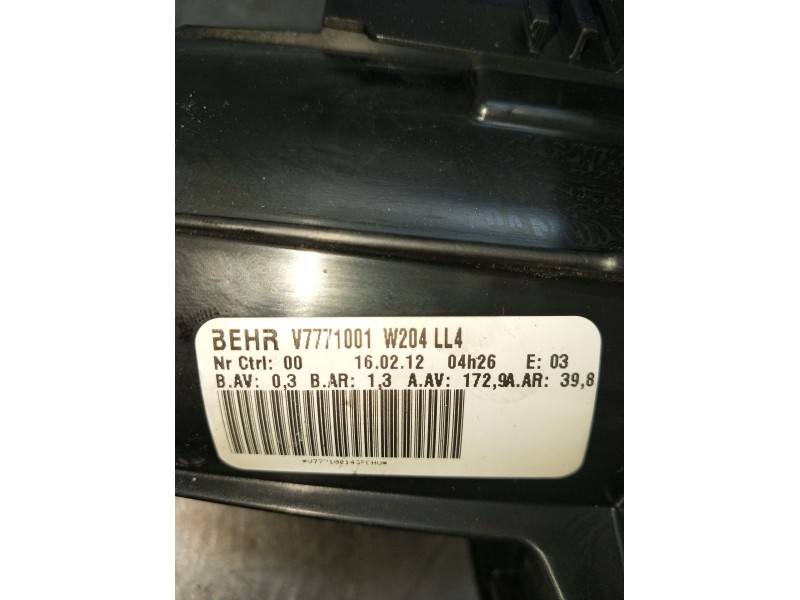 BEHR V7771001 W204 LL4
Nr Ctrl: 00 16.02.12 04h26 E: 03
B.AV: 0,3 B.AR: 1,3 A.AV: 172,9A.AR: 39,8